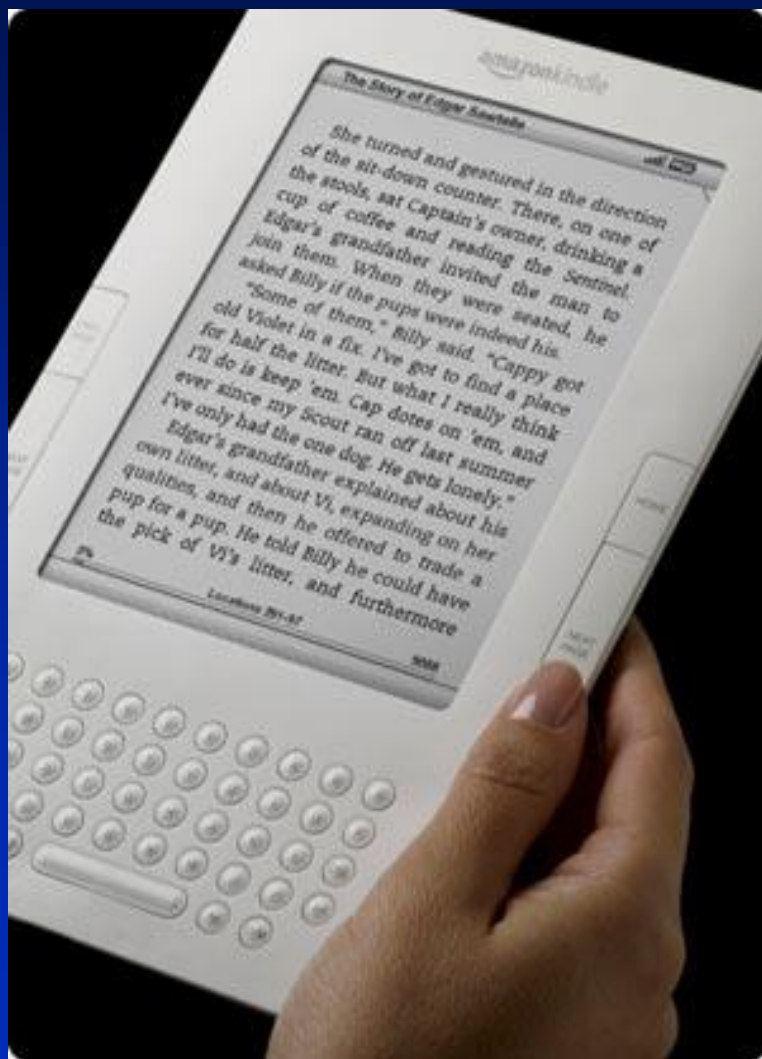 amazonkindle
The Story of Edgar Sawtelle
She turned and gestured in the direction
of the sit-down counter. There, on one of
the stools, sat Captain's owner, drinking a
cup of coffee and reading the Sentinel.
Edgar's grandfather invited the man to
join them. When they were seated, he
asked Billy if the pups were indeed his.
"Some of them," Billy said. "Cappy got
old Violet in a fix. I've got to find a place
for half the litter. But what I really think
I'll do is keep 'em. Cap dotes on 'em, and
ever since my Scout ran off last summer
I've only had the one dog. He gets lonely."
Edgar's grandfather explained about his
own litter, and about Vi, expanding on her
qualities, and then he offered to trade a
pup for a pup. He told Billy he could have
the pick of Vi's litter, and furthermore
Locations
HOME
NEXT
PAGE